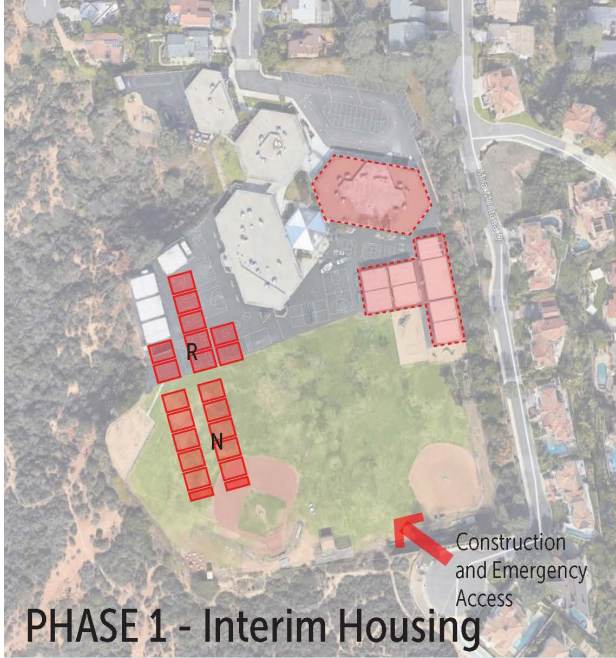 R
N
Construction
and Emergency
Access
PHASE 1 - Interim Housing